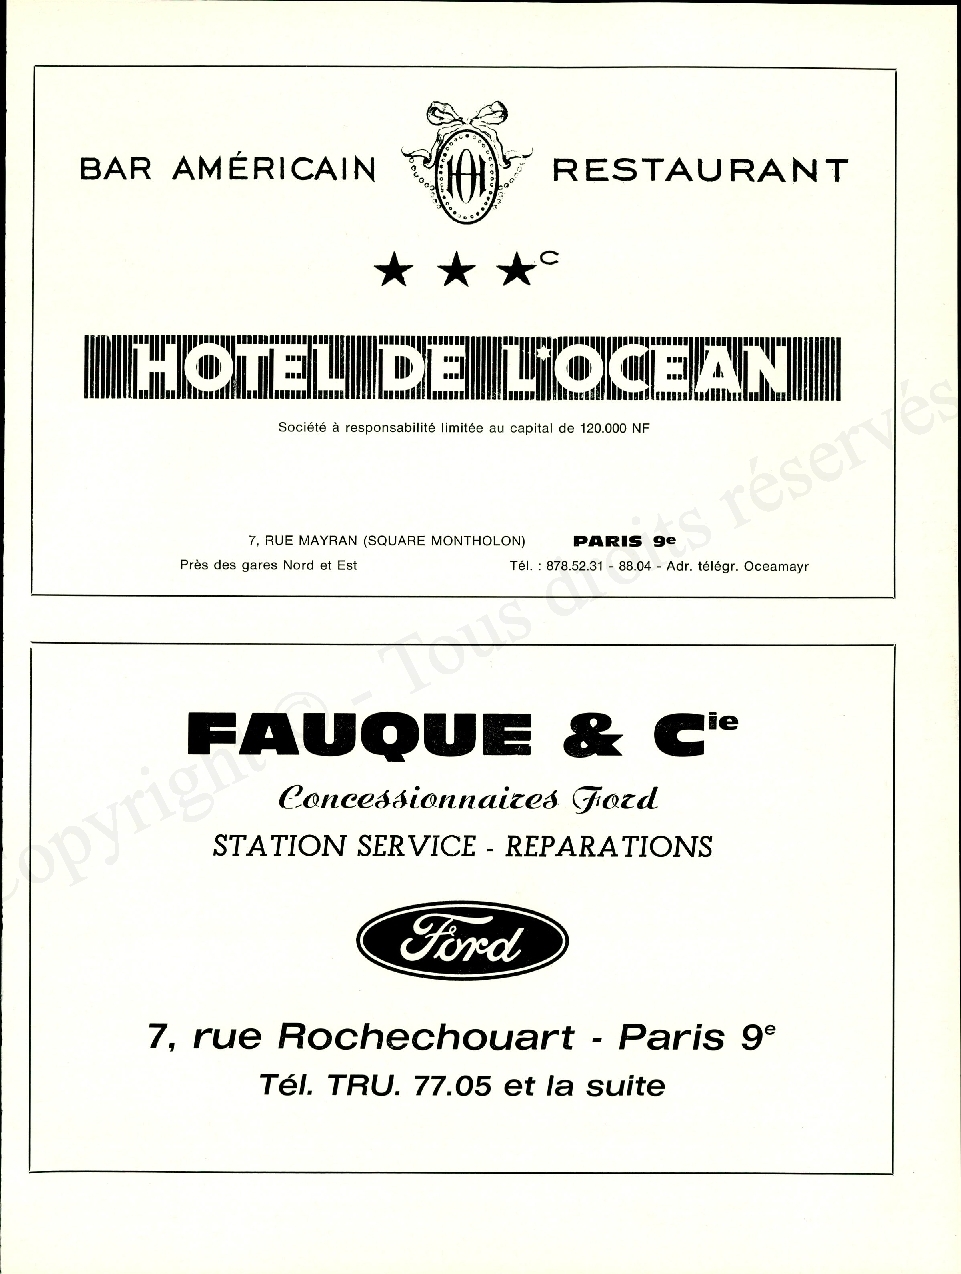 BAR AMÉRICAIN RESTAURANT
★ ★ ★ C
HOTEL DE L'OCEAN
Société à responsabilité limitée au capital de 120.000 NF
7, RUE MAYRAN (SQUARE MONTHOLON) PARIS 9e
Près des gares Nord et Est Tél. : 878.52.31 - 88.04 - Adr. télégr. Oceamayr
Copyright © - Tous droits réservés
FAUQUE & Cie
Concessionnaires Ford
STATION SERVICE - REPARATIONS
Ford
7, rue Rochechouart - Paris 9e
Tél. TRU. 77.05 et la suite